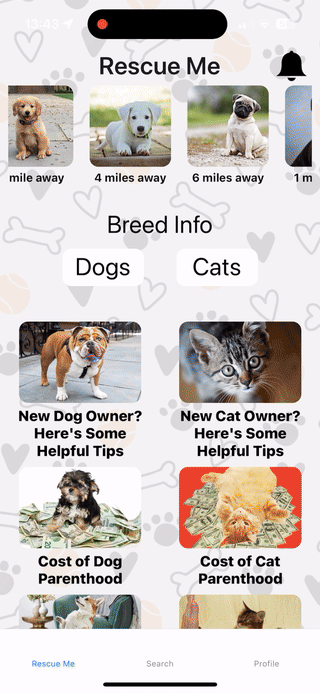 13:43
Rescue Me
mile away
4 miles away
6 miles away
1 m
Breed Info
Dogs
Cats
New Dog Owner?
Here's Some
Helpful Tips
New Cat Owner?
Here's Some
Helpful Tips
Cost of Dog
Parenthood
Cost of Cat
Parenthood
Rescue Me
Search
Profile